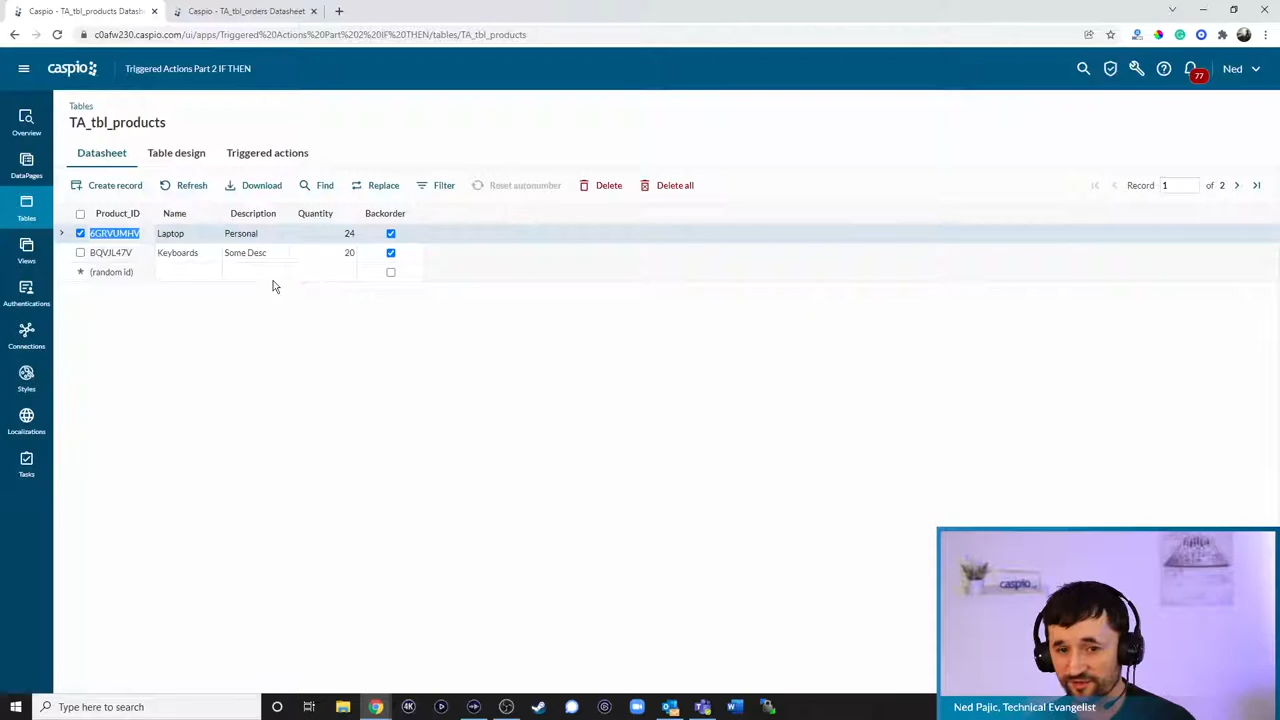 Caspio - TA_tbl_products Datash
Caspio - TA_tbl_orders Datasheet
c0afw230.caspio.com/ui/apps/Triggered%20Actions%20Part%202%20IF%20THEN/tables/TA_tbl_products
caspio
Triggered Actions Part 2 IF THEN
77
Ned
Overview
DataPages
Tables
Views
Authentications
Connections
Styles
Localizations
Tasks
Tables
TA_tbl_products
Datasheet Table design Triggered actions
Create record Refresh Download Find Replace Filter Reset autonumber Delete Delete all Record 1 of 2
Product_ID Name Description Quantity Backorder
6GRVUMHV Laptop Personal 24
BQVJL47V Keyboards Some Desc 20
* (random id)
caspio
Ned Pajic, Technical Evangelist
Type here to search
4K